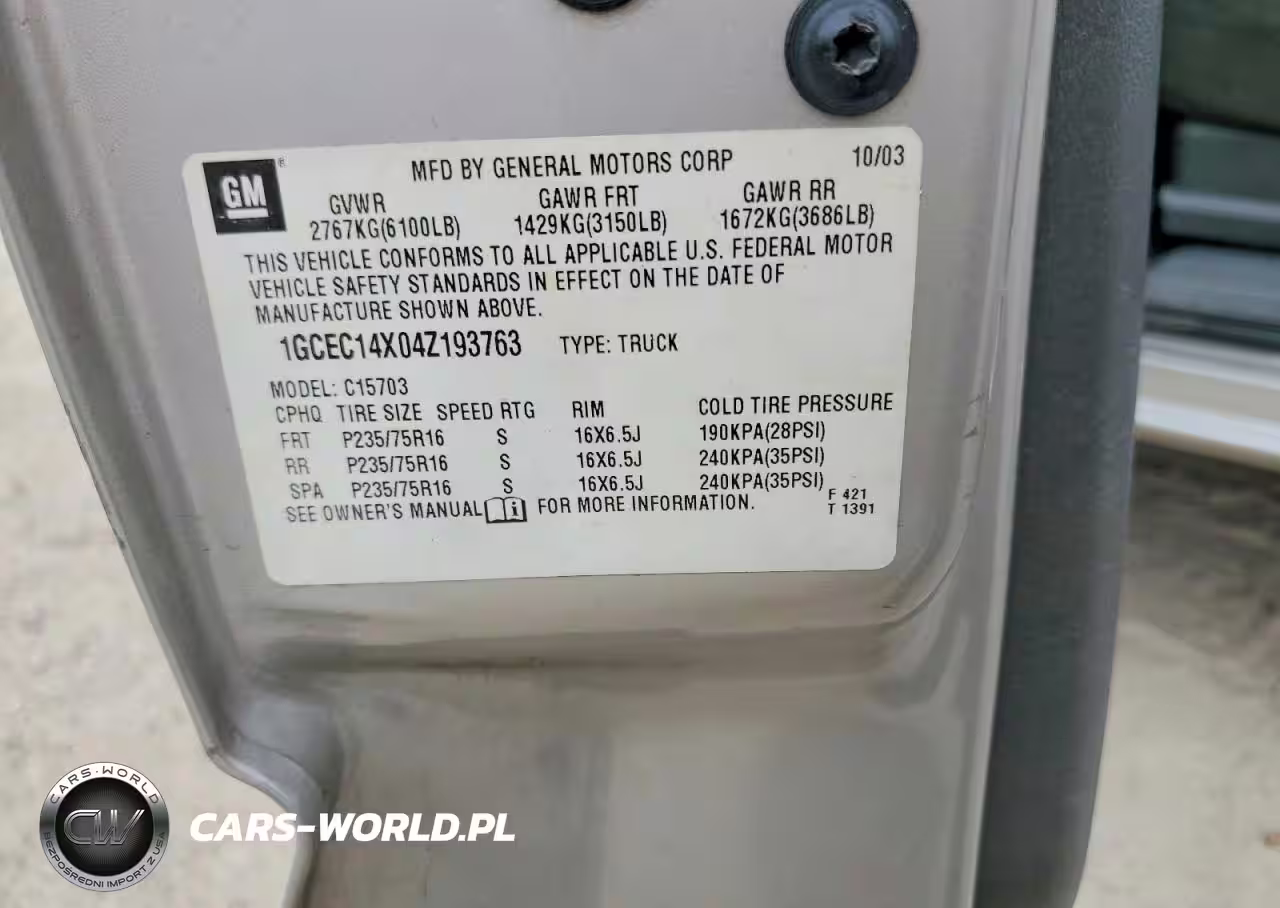 GM ®
MFD BY GENERAL MOTORS CORP 10/03
GVWR GAWR FRT GAWR RR
2767KG(6100LB) 1429KG(3150LB) 1672KG(3686LB)
THIS VEHICLE CONFORMS TO ALL APPLICABLE U.S. FEDERAL MOTOR
VEHICLE SAFETY STANDARDS IN EFFECT ON THE DATE OF
MANUFACTURE SHOWN ABOVE.
1GCEC14X04Z193763 TYPE: TRUCK
MODEL: C15703
CPHQ TIRE SIZE SPEED RTG RIM COLD TIRE PRESSURE
FRT P235/75R16 S 16X6.5J 190KPA(28PSI)
RR P235/75R16 S 16X6.5J 240KPA(35PSI)
SPA P235/75R16 S 16X6.5J 240KPA(35PSI)
SEE OWNER'S MANUAL i FOR MORE INFORMATION.
F 421
T 1391
CARS-WORLD
CW
BEZPOŚREDNI IMPORT Z USA
CARS-WORLD.PL